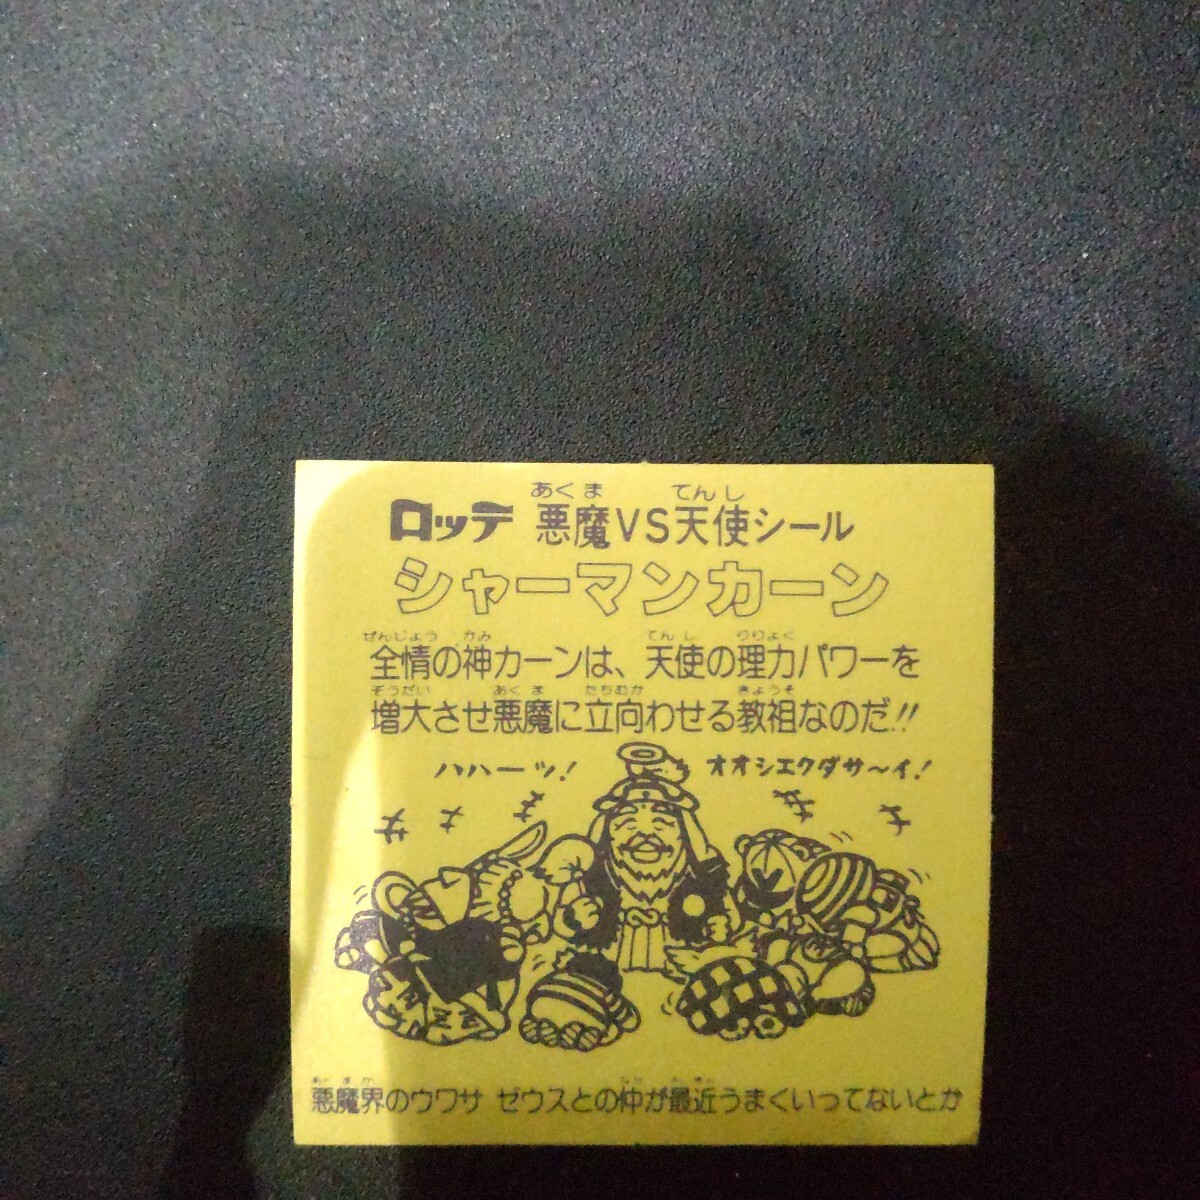 ロッテ 悪魔VS天使シール
シャーマンカーン
全情の神カーンは、天使の理力パワーを
増大させ悪魔に立向わせる教祖なのだ!!
ハハーッ! オオシエクダサ〜イ!
悪魔界のウワサ ゼウスとの仲が最近うまくいってないとか